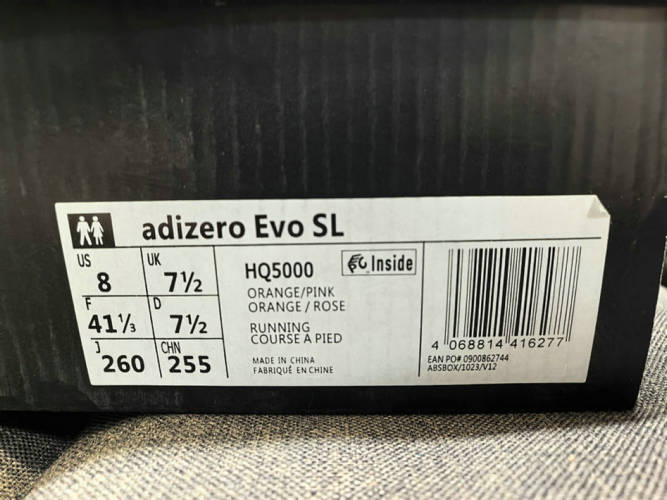 adizero Evo SL
US
8
UK
7½
F
41⅓
D
7½
J
260
CHN
255
HQ5000
Inside
ORANGE/PINK
ORANGE / ROSE
RUNNING
COURSE A PIED
MADE IN CHINA
FABRIQUÉ EN CHINE
4 068814 416277
EAN PO# 0900862744
ABSBOX/1023/V12